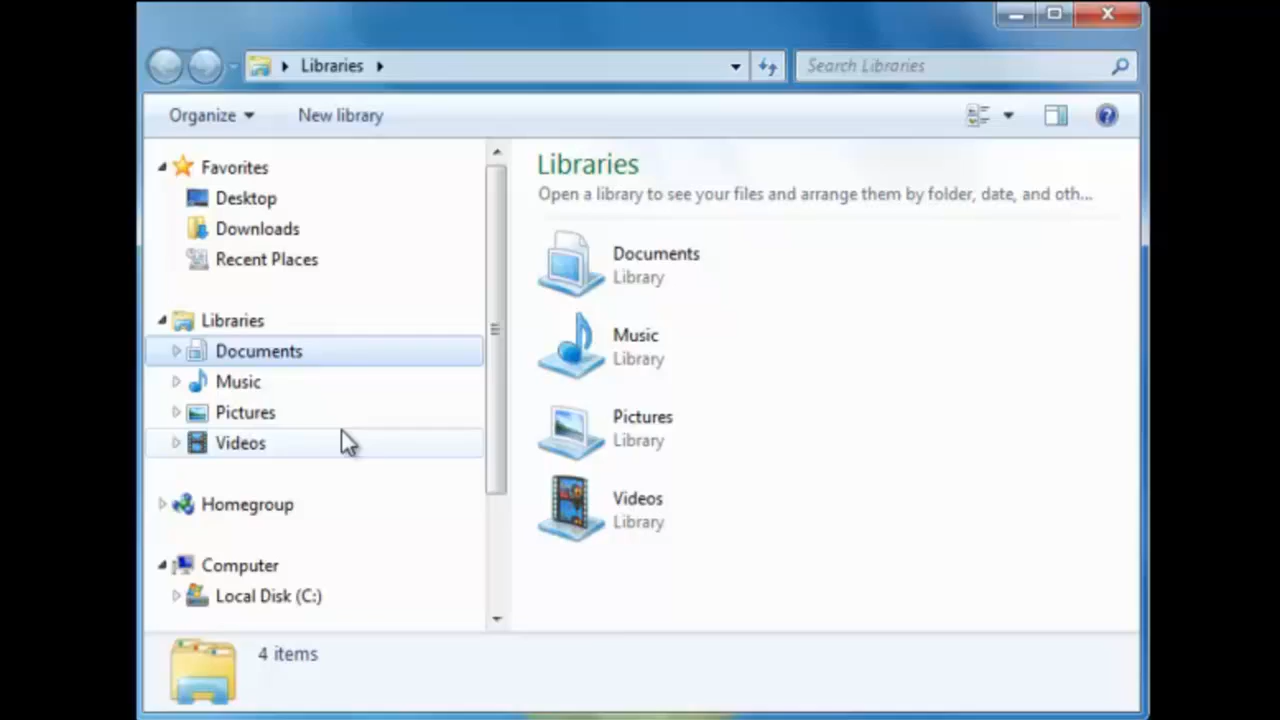 Libraries
Search Libraries
Organize
New library
Favorites
Desktop
Downloads
Recent Places
Libraries
Documents
Music
Pictures
Videos
Homegroup
Computer
Local Disk (C:)
Libraries
Open a library to see your files and arrange them by folder, date, and oth...
Documents
Library
Music
Library
Pictures
Library
Videos
Library
4 items